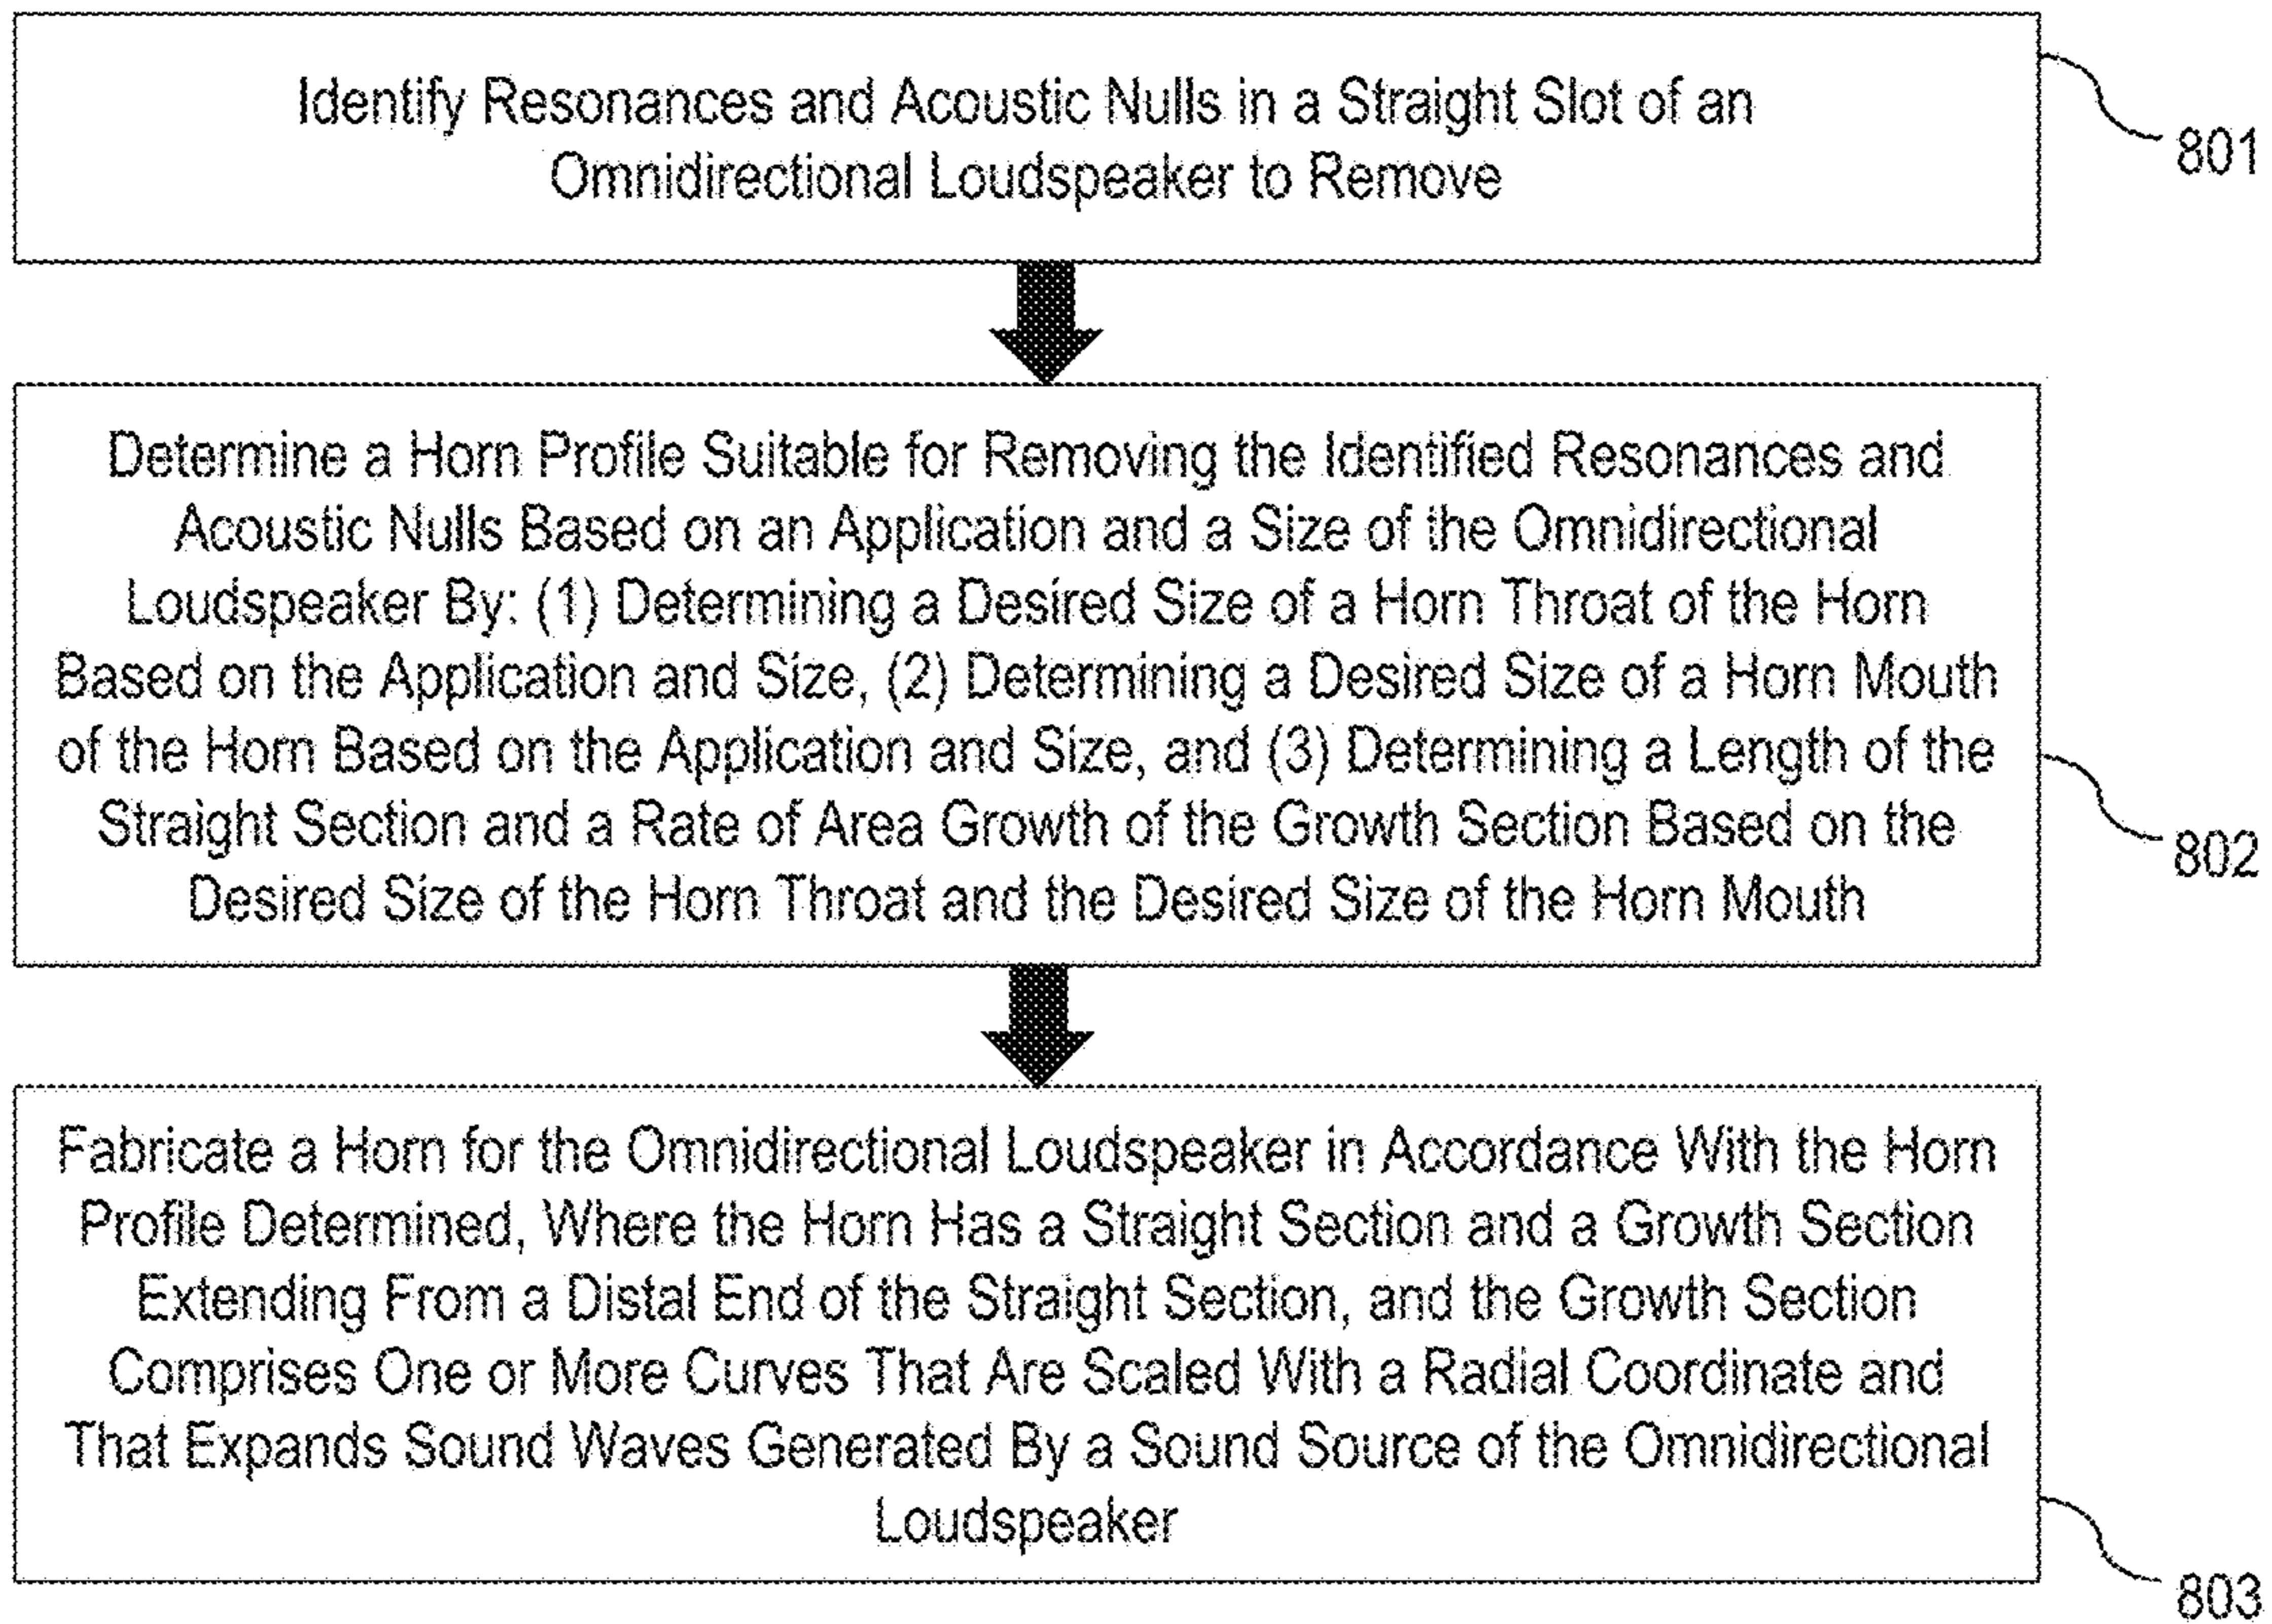 Identify Resonances and Acoustic Nulls in a Straight Slot of an
Omnidirectional Loudspeaker to Remove
801
Determine a Horn Profile Suitable for Removing the Identified Resonances and
Acoustic Nulls Based on an Application and a Size of the Omnidirectional
Loudspeaker By: (1) Determining a Desired Size of a Horn Throat of the Horn
Based on the Application and Size, (2) Determining a Desired Size of a Horn Mouth
of the Horn Based on the Application and Size, and (3) Determining a Length of the
Straight Section and a Rate of Area Growth of the Growth Section Based on the
Desired Size of the Horn Throat and the Desired Size of the Horn Mouth
802
Fabricate a Horn for the Omnidirectional Loudspeaker in Accordance With the Horn
Profile Determined, Where the Horn Has a Straight Section and a Growth Section
Extending From a Distal End of the Straight Section, and the Growth Section
Comprises One or More Curves That Are Scaled With a Radial Coordinate and
That Expands Sound Waves Generated By a Sound Source of the Omnidirectional
Loudspeaker
803